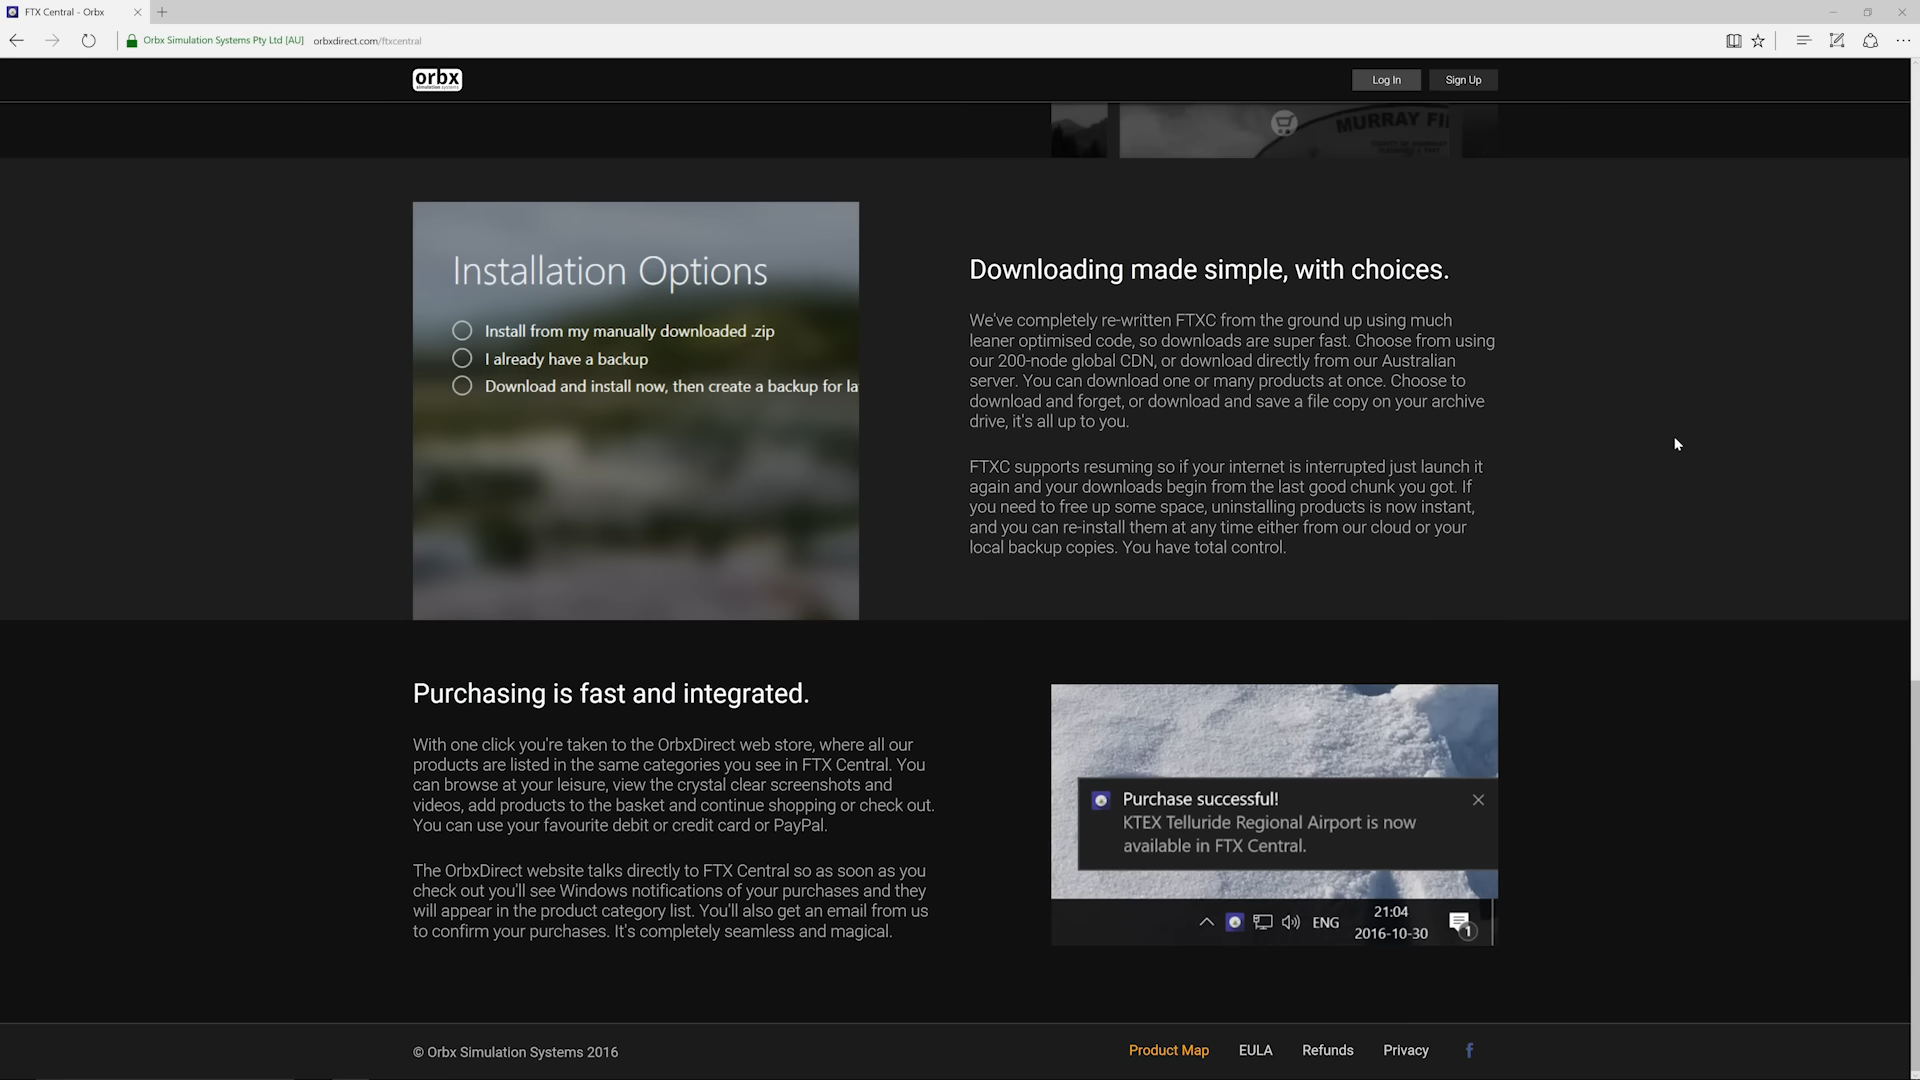 FTX Central - Orbx
Orbx Simulation Systems Pty Ltd [AU] orbxdirect.com/ftxcentral
orbx
simulation systems
Log In
Sign Up
MURRAY FI
Installation Options
Install from my manually downloaded .zip
I already have a backup
Download and install now, then create a backup for la
Downloading made simple, with choices.
We've completely re-written FTXC from the ground up using much
leaner optimised code, so downloads are super fast. Choose from using
our 200-node global CDN, or download directly from our Australian
server. You can download one or many products at once. Choose to
download and forget, or download and save a file copy on your archive
drive, it's all up to you.
FTXC supports resuming so if your internet is interrupted just launch it
again and your downloads begin from the last good chunk you got. If
you need to free up some space, uninstalling products is now instant,
and you can re-install them at any time either from our cloud or your
local backup copies. You have total control.
Purchasing is fast and integrated.
With one click you're taken to the OrbxDirect web store, where all our
products are listed in the same categories you see in FTX Central. You
can browse at your leisure, view the crystal clear screenshots and
videos, add products to the basket and continue shopping or check out.
You can use your favourite debit or credit card or PayPal.
The OrbxDirect website talks directly to FTX Central so as soon as you
check out you'll see Windows notifications of your purchases and they
will appear in the product category list. You'll also get an email from us
to confirm your purchases. It's completely seamless and magical.
Purchase successful!
KTEX Telluride Regional Airport is now
available in FTX Central.
ENG
21:04
2016-10-30
1
© Orbx Simulation Systems 2016
Product Map
EULA
Refunds
Privacy
f